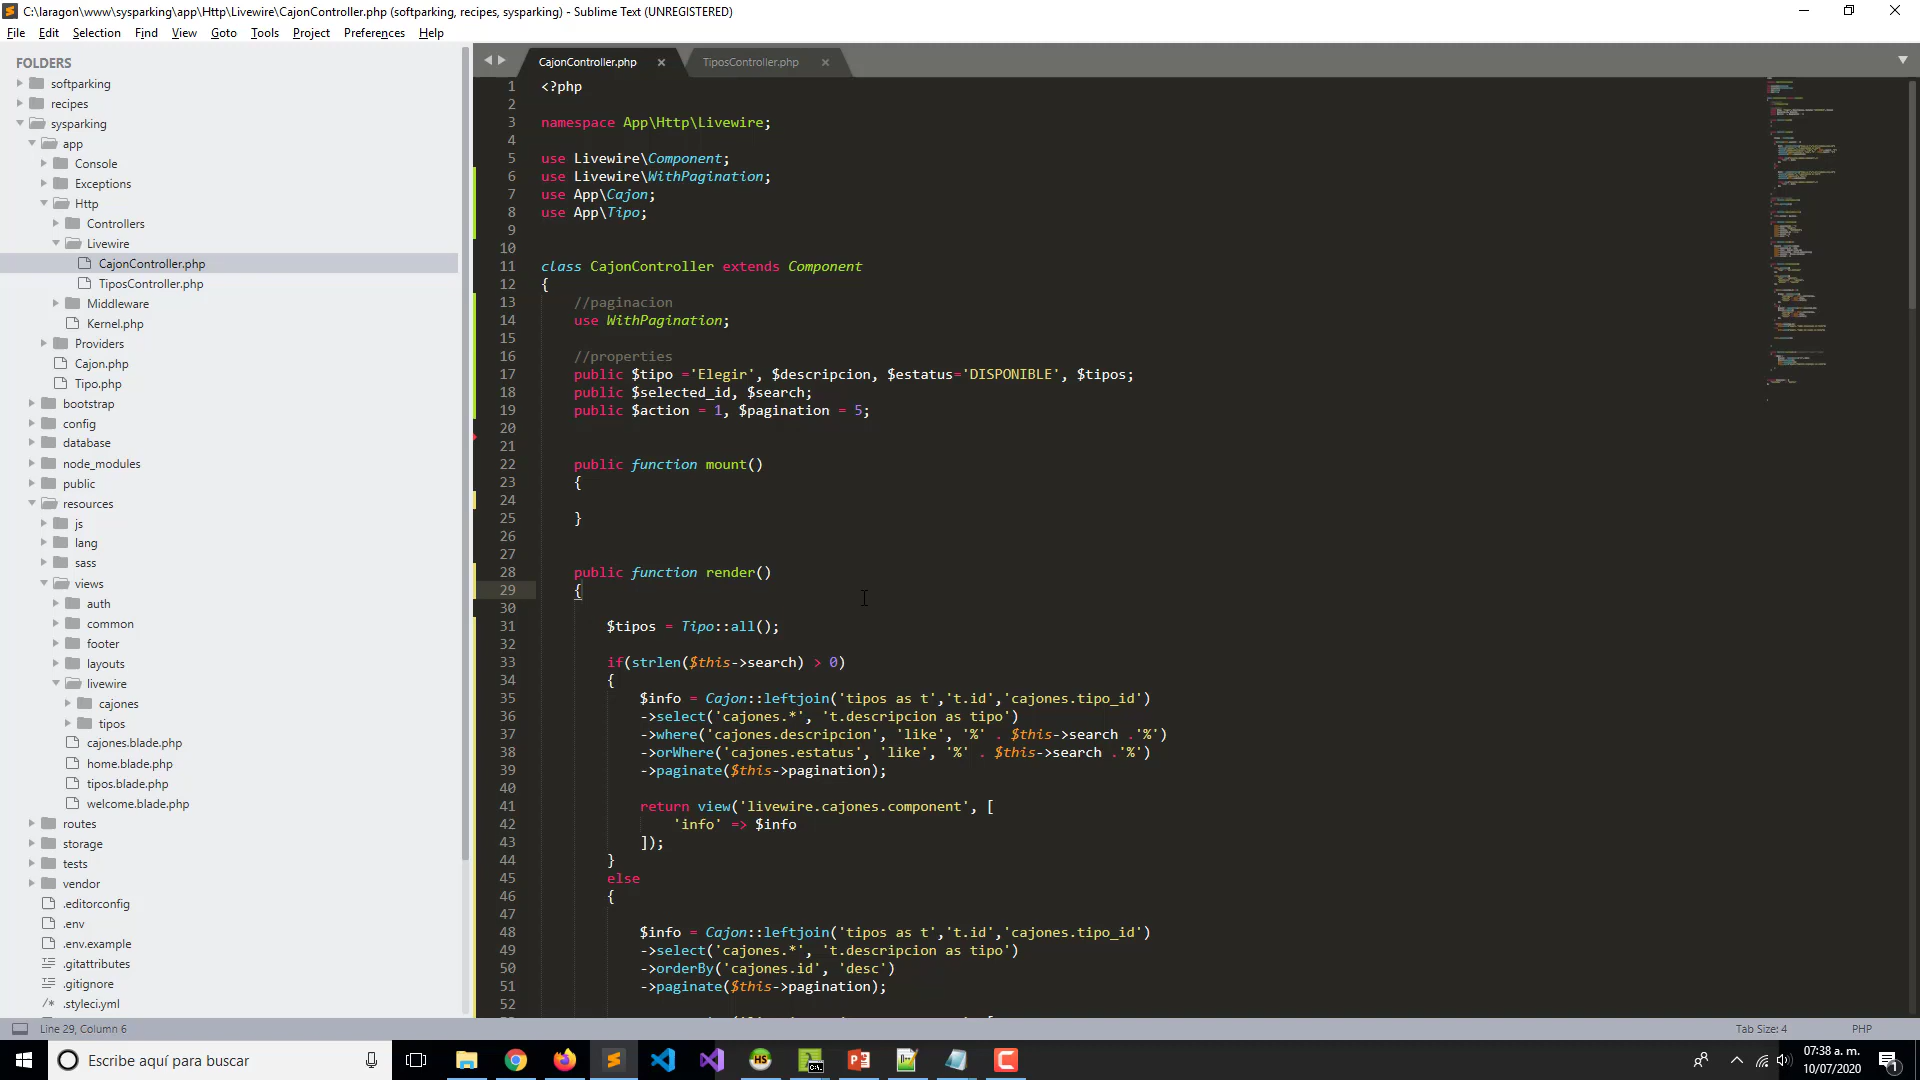 C:\laragon\www\sysparking\app\Http\Livewire\CajonController.php (softparking, recipes, sysparking) - Sublime Text (UNREGISTERED)
File Edit Selection Find View Goto Tools Project Preferences Help
FOLDERS
softparking
recipes
sysparking
app
Console
Exceptions
Http
Controllers
Livewire
CajonController.php
TiposController.php
Middleware
Kernel.php
Providers
Cajon.php
Tipo.php
bootstrap
config
database
node_modules
public
resources
js
lang
sass
views
auth
common
footer
layouts
livewire
cajones
tipos
cajones.blade.php
home.blade.php
tipos.blade.php
welcome.blade.php
routes
storage
tests
vendor
.editorconfig
.env
.env.example
.gitattributes
.gitignore
.styleci.yml
CajonController.php TiposController.php
1 <?php
2
3 namespace App\Http\Livewire;
4
5 use Livewire\Component;
6 use Livewire\WithPagination;
7 use App\Cajon;
8 use App\Tipo;
9
10
11 class CajonController extends Component
12 {
13 //paginacion
14 use WithPagination;
15
16 //properties
17 public $tipo ='Elegir', $descripcion, $estatus='DISPONIBLE', $tipos;
18 public $selected_id, $search;
19 public $action = 1, $pagination = 5;
20
21
22 public function mount()
23 {
24
25 }
26
27
28 public function render()
29 {
30
31 $tipos = Tipo::all();
32
33 if(strlen($this->search) > 0)
34 {
35 $info = Cajon::leftjoin('tipos as t','t.id','cajones.tipo_id')
36 ->select('cajones.*', 't.descripcion as tipo')
37 ->where('cajones.descripcion', 'like', '%' . $this->search .'%')
38 ->orWhere('cajones.estatus', 'like', '%' . $this->search .'%')
39 ->paginate($this->pagination);
40
41 return view('livewire.cajones.component', [
42 'info' => $info
43 ]);
44 }
45 else
46 {
47
48 $info = Cajon::leftjoin('tipos as t','t.id','cajones.tipo_id')
49 ->select('cajones.*', 't.descripcion as tipo')
50 ->orderBy('cajones.id', 'desc')
51 ->paginate($this->pagination);
52
Line 29, Column 6 Tab Size: 4 PHP
Escribe aquí para buscar
07:38 a. m.
10/07/2020